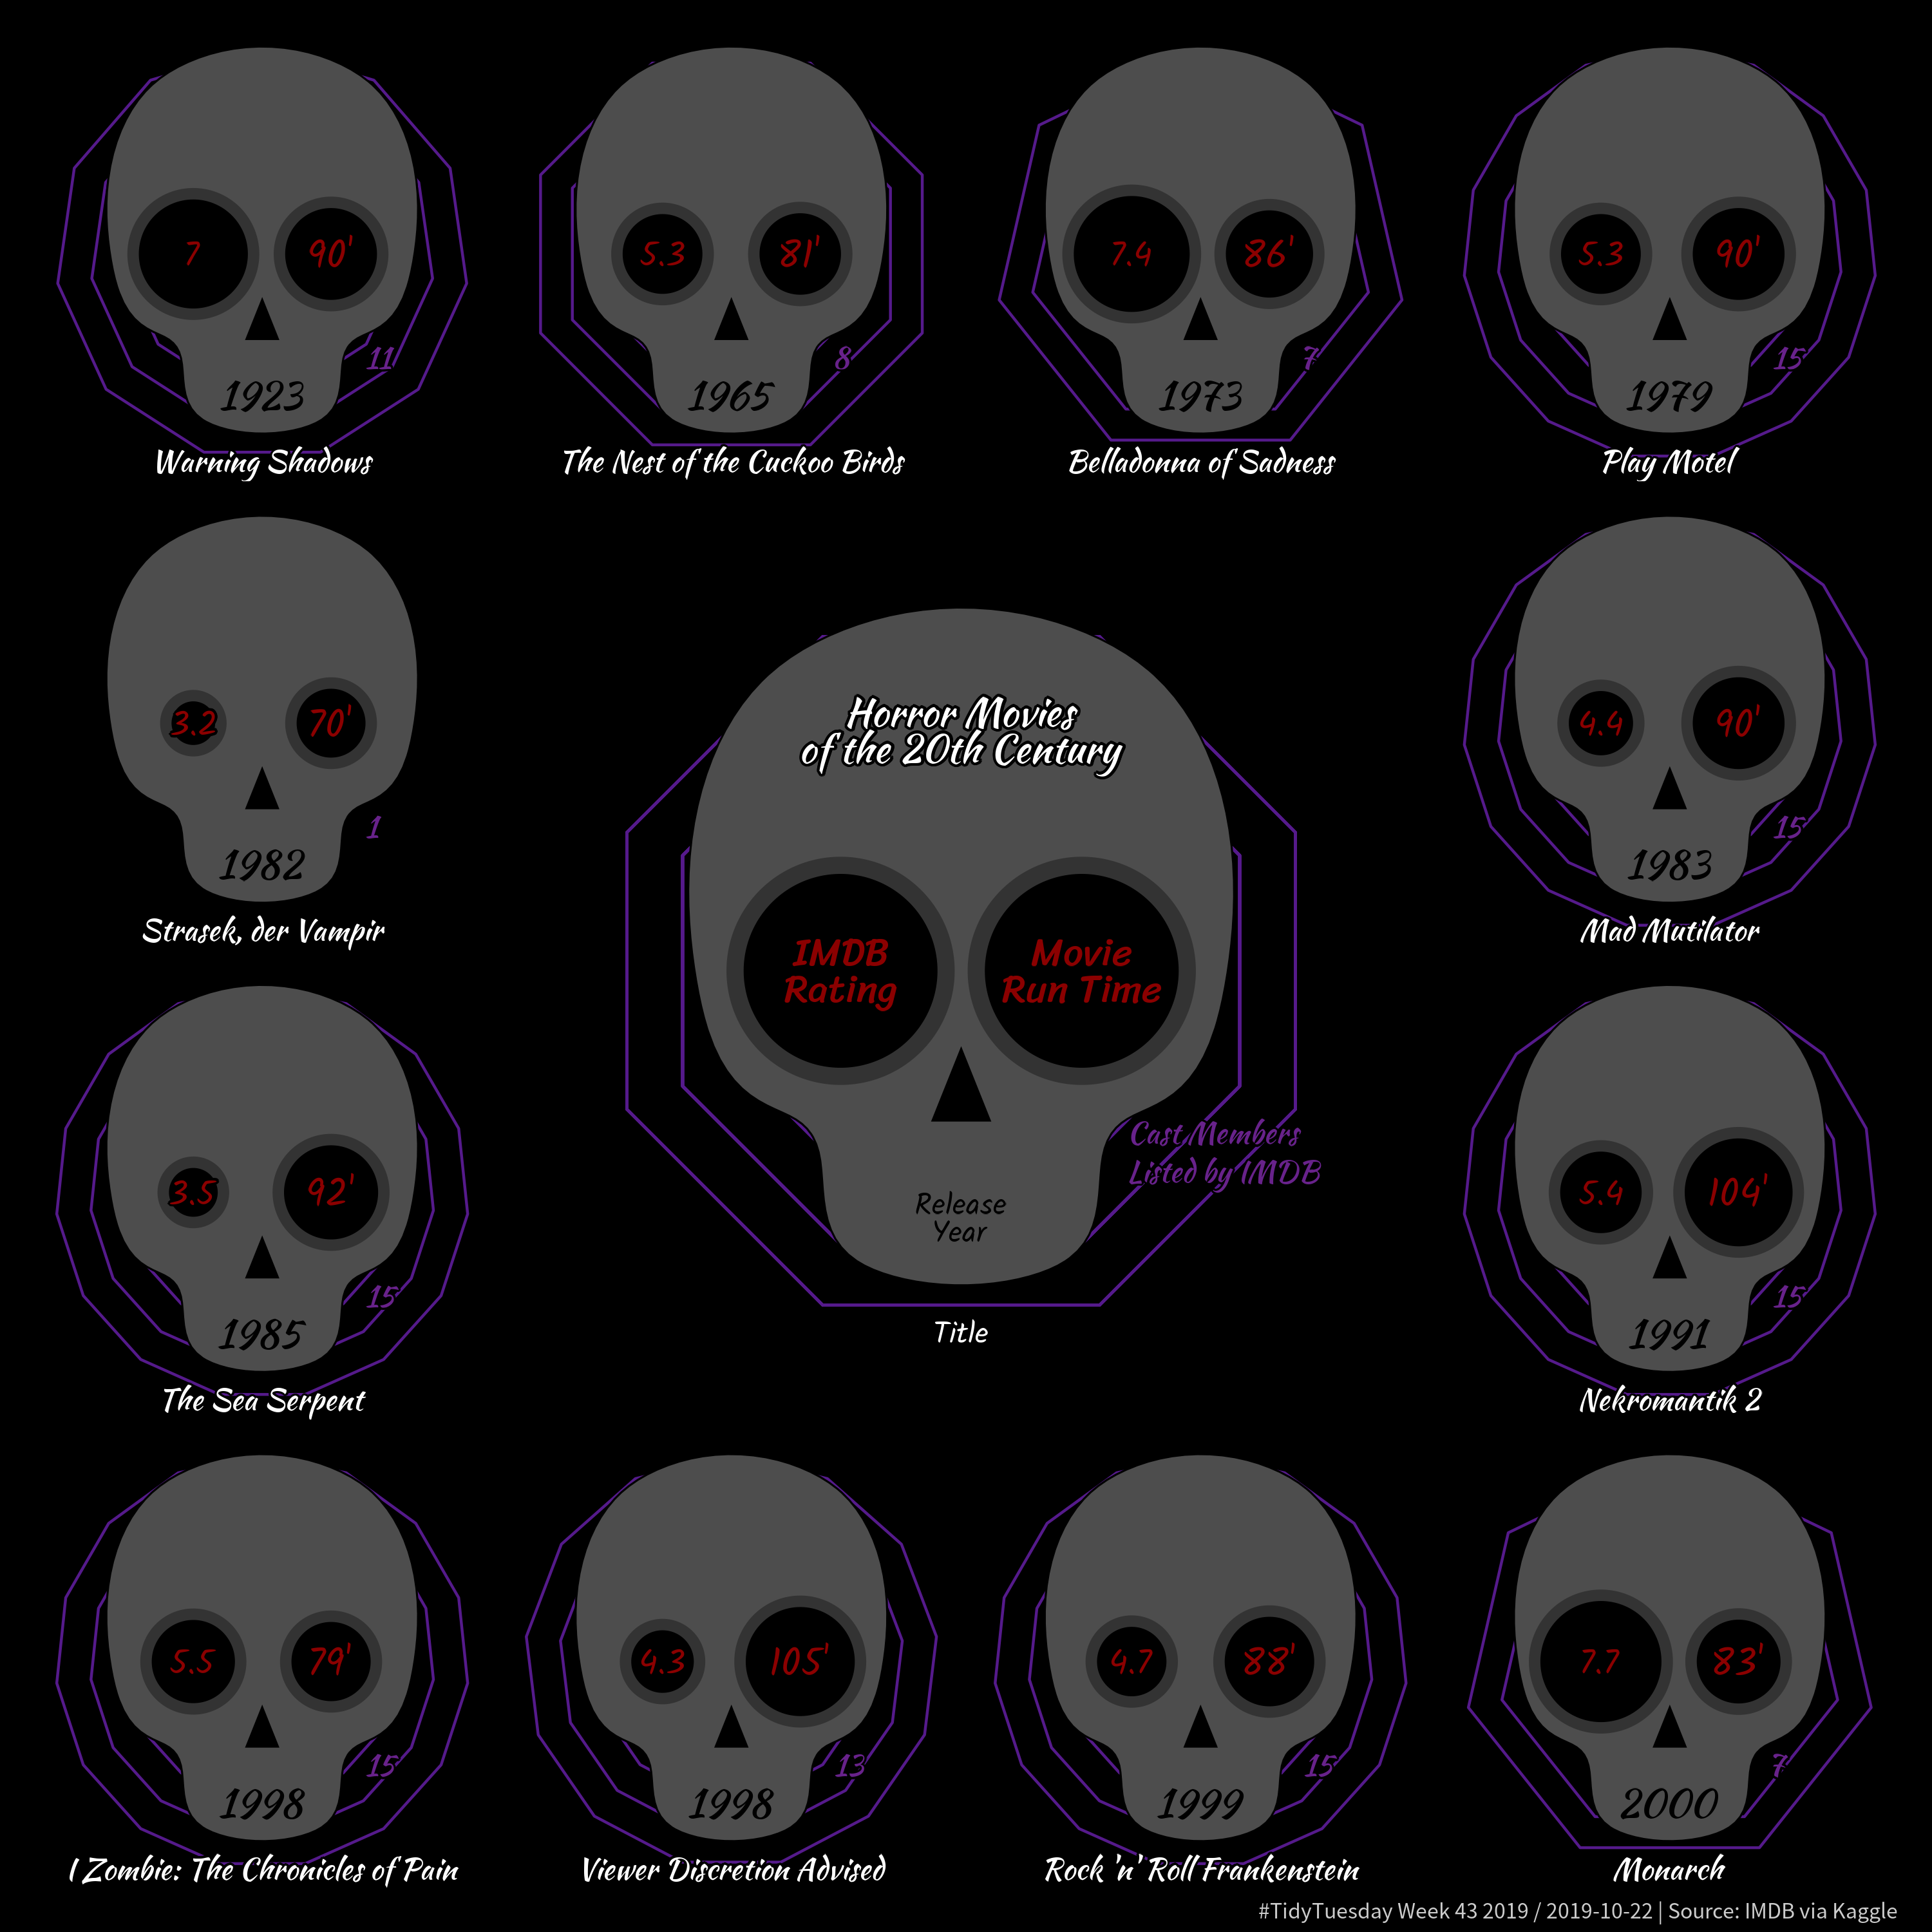 7
90'
11
1923
Warning Shadows
5.3
81'
8
1965
The Nest of the Cuckoo Birds
7.4
86'
7
1973
Belladonna of Sadness
5.3
90'
15
1979
Play Motel
3.2
70'
1
1982
Strasek, der Vampir
Horror Movies
of the 20th Century
IMDB
Rating
Movie
Run Time
Cast Members
Listed by IMDB
Release
Year
Title
4.4
90'
15
1983
Mad Mutilator
3.5
92'
15
1985
The Sea Serpent
5.4
104'
15
1991
Nekromantik 2
5.5
79'
15
1998
I Zombie: The Chronicles of Pain
4.3
105'
13
1998
Viewer Discretion Advised
4.7
88'
15
1999
Rock 'n' Roll Frankenstein
7.7
83'
7
2000
Monarch
#TidyTuesday Week 43 2019 / 2019-10-22 | Source: IMDB via Kaggle